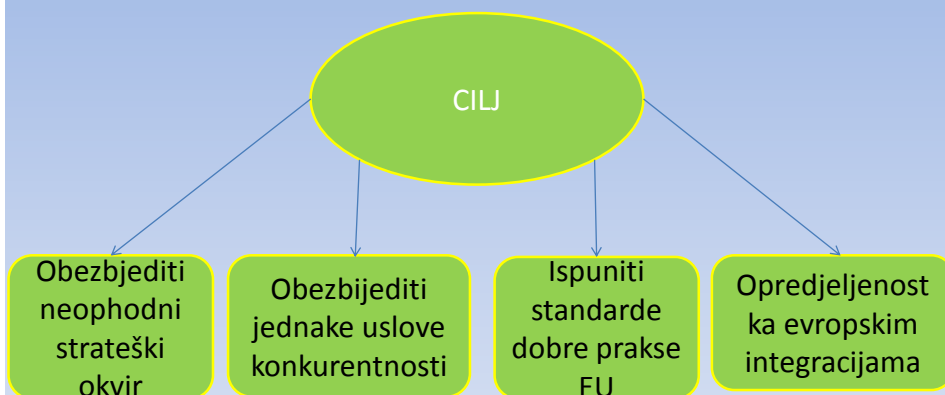 CILJ
Obezbjediti
neophodni
strateški
okvir
Obezbijediti
jednake uslove
konkurentnosti
Ispuniti
standarde
dobre prakse
EU
Opredjeljenost
ka evropskim
integracijama